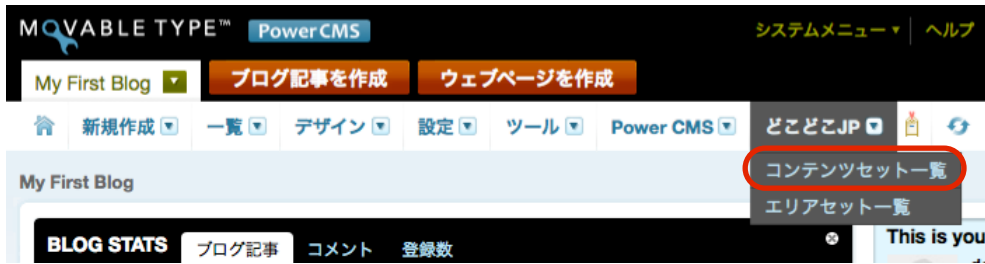 MOVABLE TYPE™ Power CMS システムメニュー ヘルプ
My First Blog ブログ記事を作成 ウェブページを作成
新規作成 一覧 デザイン 設定 ツール Power CMS どこどこJP
コンテンツセット一覧
My First Blog
エリアセット一覧
BLOG STATS ブログ記事 コメント 登録数 This is you